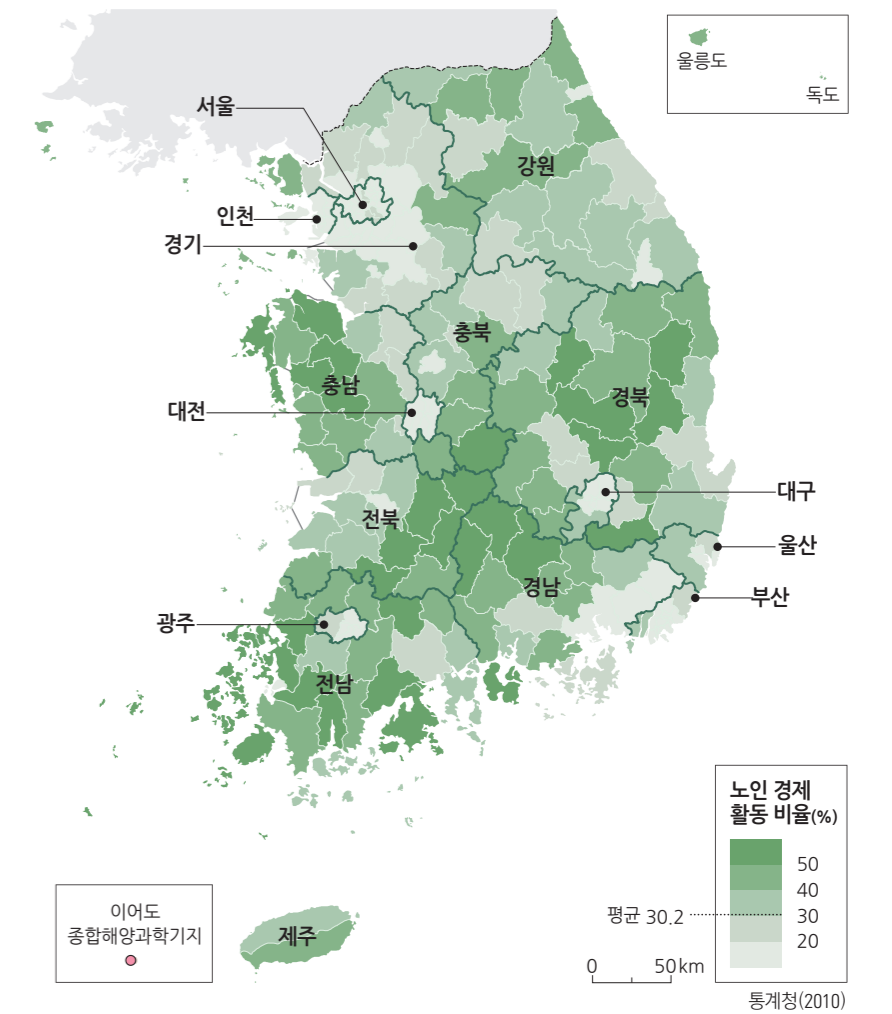 울릉도
독도
서울
강원
인천
경기
충북
충남
경북
대전
대구
전북
울산
경남
부산
광주
전남
노인 경제
활동 비율(%)
50
40
평균 30.2
30
20
이어도
종합해양과학기지
제주
0 50km
통계청(2010)